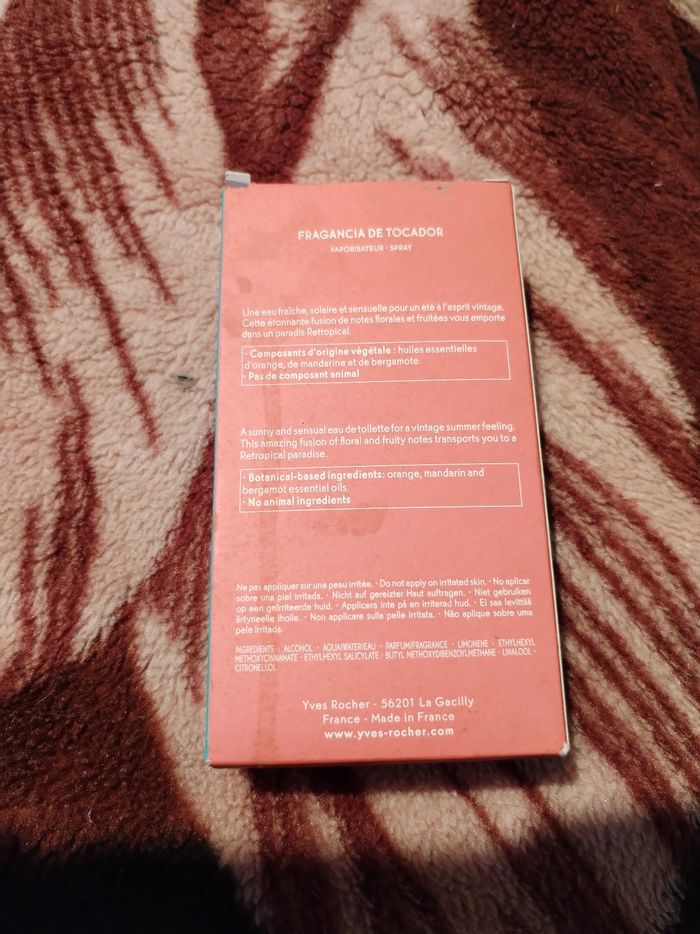 FRAGANCIA DE TOCADOR
VAPORISATEUR • SPRAY
Une eau fraîche, solaire et sensuelle pour un été à l'esprit vintage.
Cette étonnante fusion de notes florales et fruitées vous emporte
dans un paradis Retropical.
• Composants d'origine végétale : huiles essentielles
d'orange, de mandarine et de bergamote.
• Pas de composant animal
A sunny and sensual eau de toilette for a vintage summer feeling.
This amazing fusion of floral and fruity notes transports you to a
Retropical paradise.
• Botanical-based ingredients: orange, mandarin and
bergamot essential oils.
• No animal ingredients
Ne pas appliquer sur une peau irritée. • Do not apply on irritated skin. • No aplicar
sobre una piel irritada. • Nicht auf gereizter Haut auftragen. • Niet gebruiken
op een geïrriteerde huid. • Applicera inte på en irriterad hud. • Ei saa levittää
ärtyneelle iholle. • Non applicare sulla pelle irritata. • Não aplique sobre uma
pele irritada.
INGREDIENTS : ALCOHOL • AQUA/WATER/EAU • PARFUM/FRAGRANCE • LIMONENE • ETHYLHEXYL
METHOXYCINNAMATE • ETHYLHEXYL SALICYLATE • BUTYL METHOXYDIBENZOYLMETHANE • LINALOOL •
CITRONELLOL
Yves Rocher - 56201 La Gacilly
France - Made in France
www.yves-rocher.com